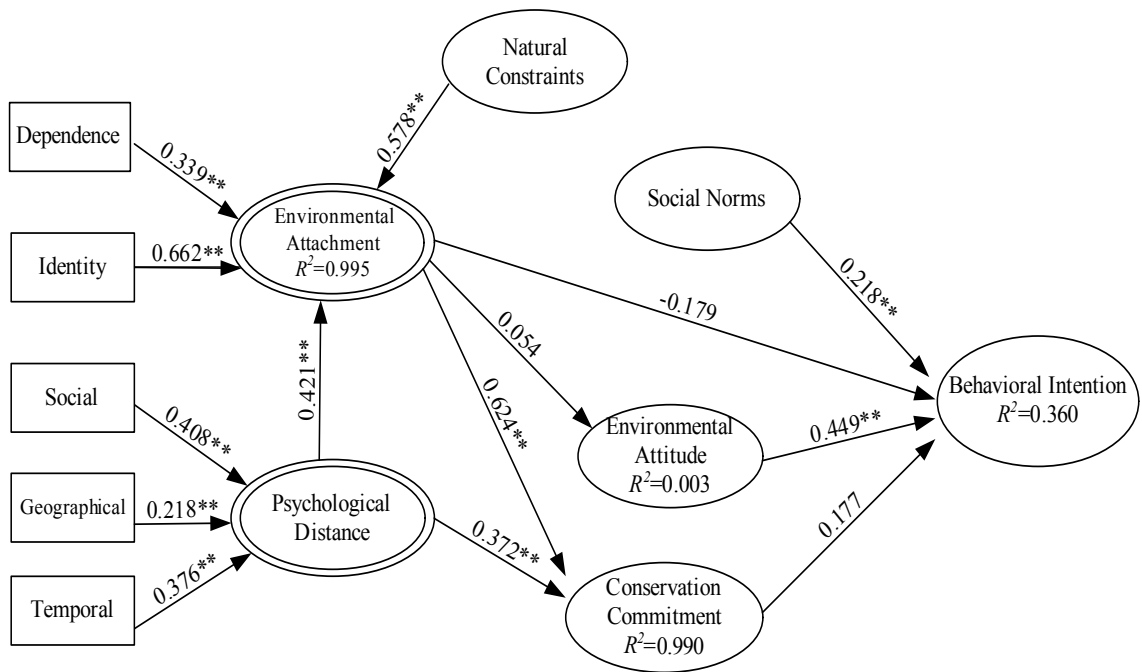 Natural
Constraints
Dependence
0.578**
0.339**
Social Norms
Environmental
Attachment
R²=0.995
Identity
0.662**
0.218**
-0.179
0.054
0.421**
0.624**
Social
0.408**
Behavioral Intention
R²=0.360
Environmental
Attitude
R²=0.003
0.449**
Geographical
0.218**
Psychological
Distance
0.372**
0.177
Temporal
0.376**
Conservation
Commitment
R²=0.990